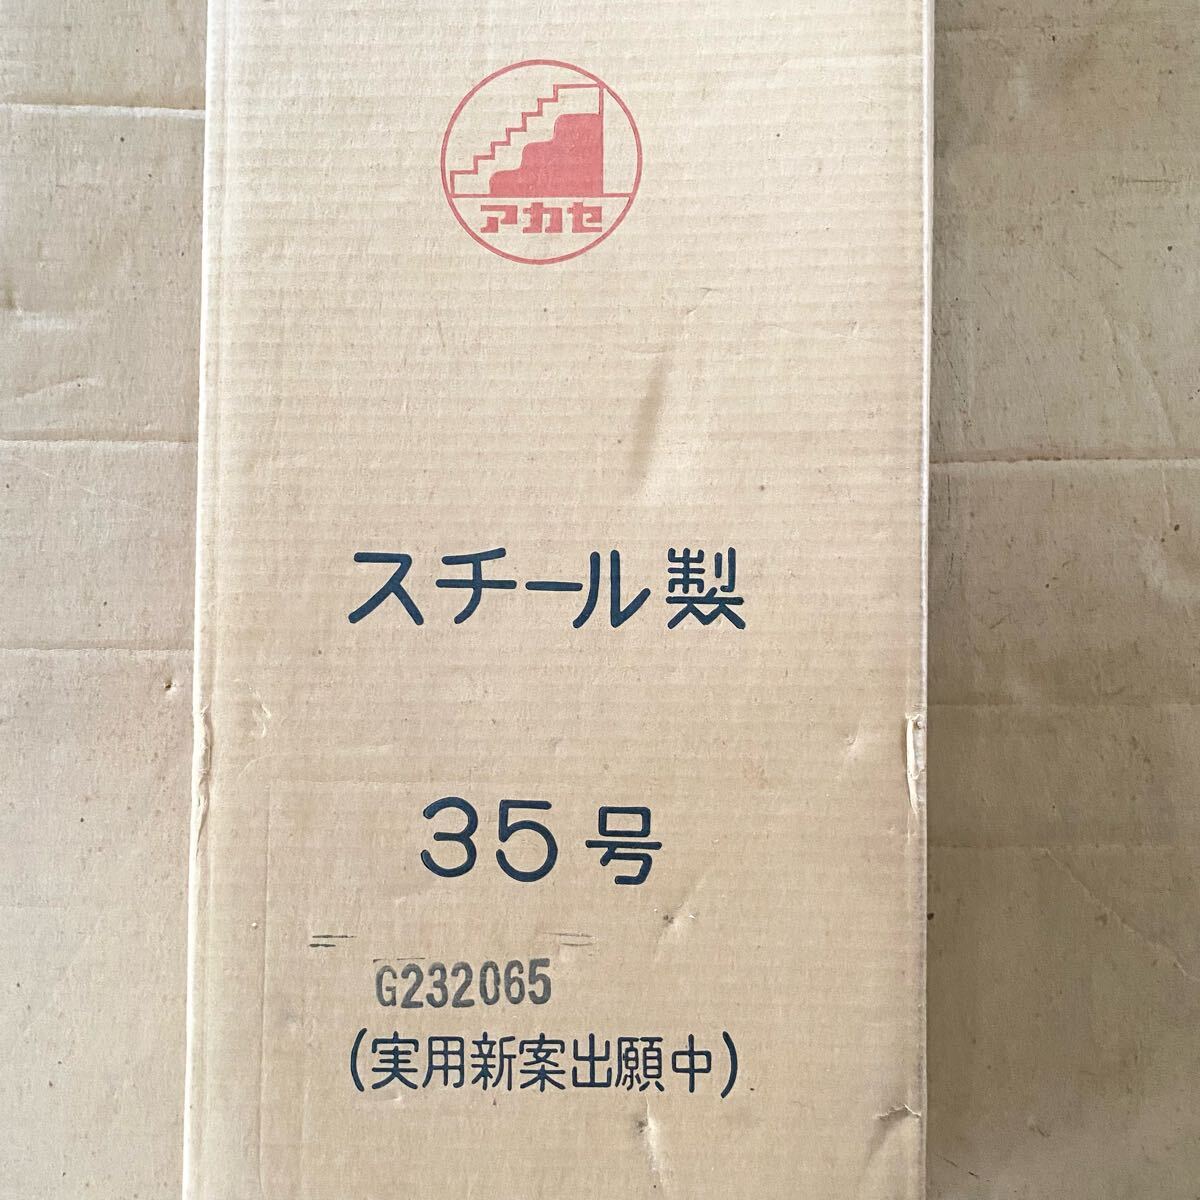 アカセ
スチール製
35号
G232065
(実用新案出願中)